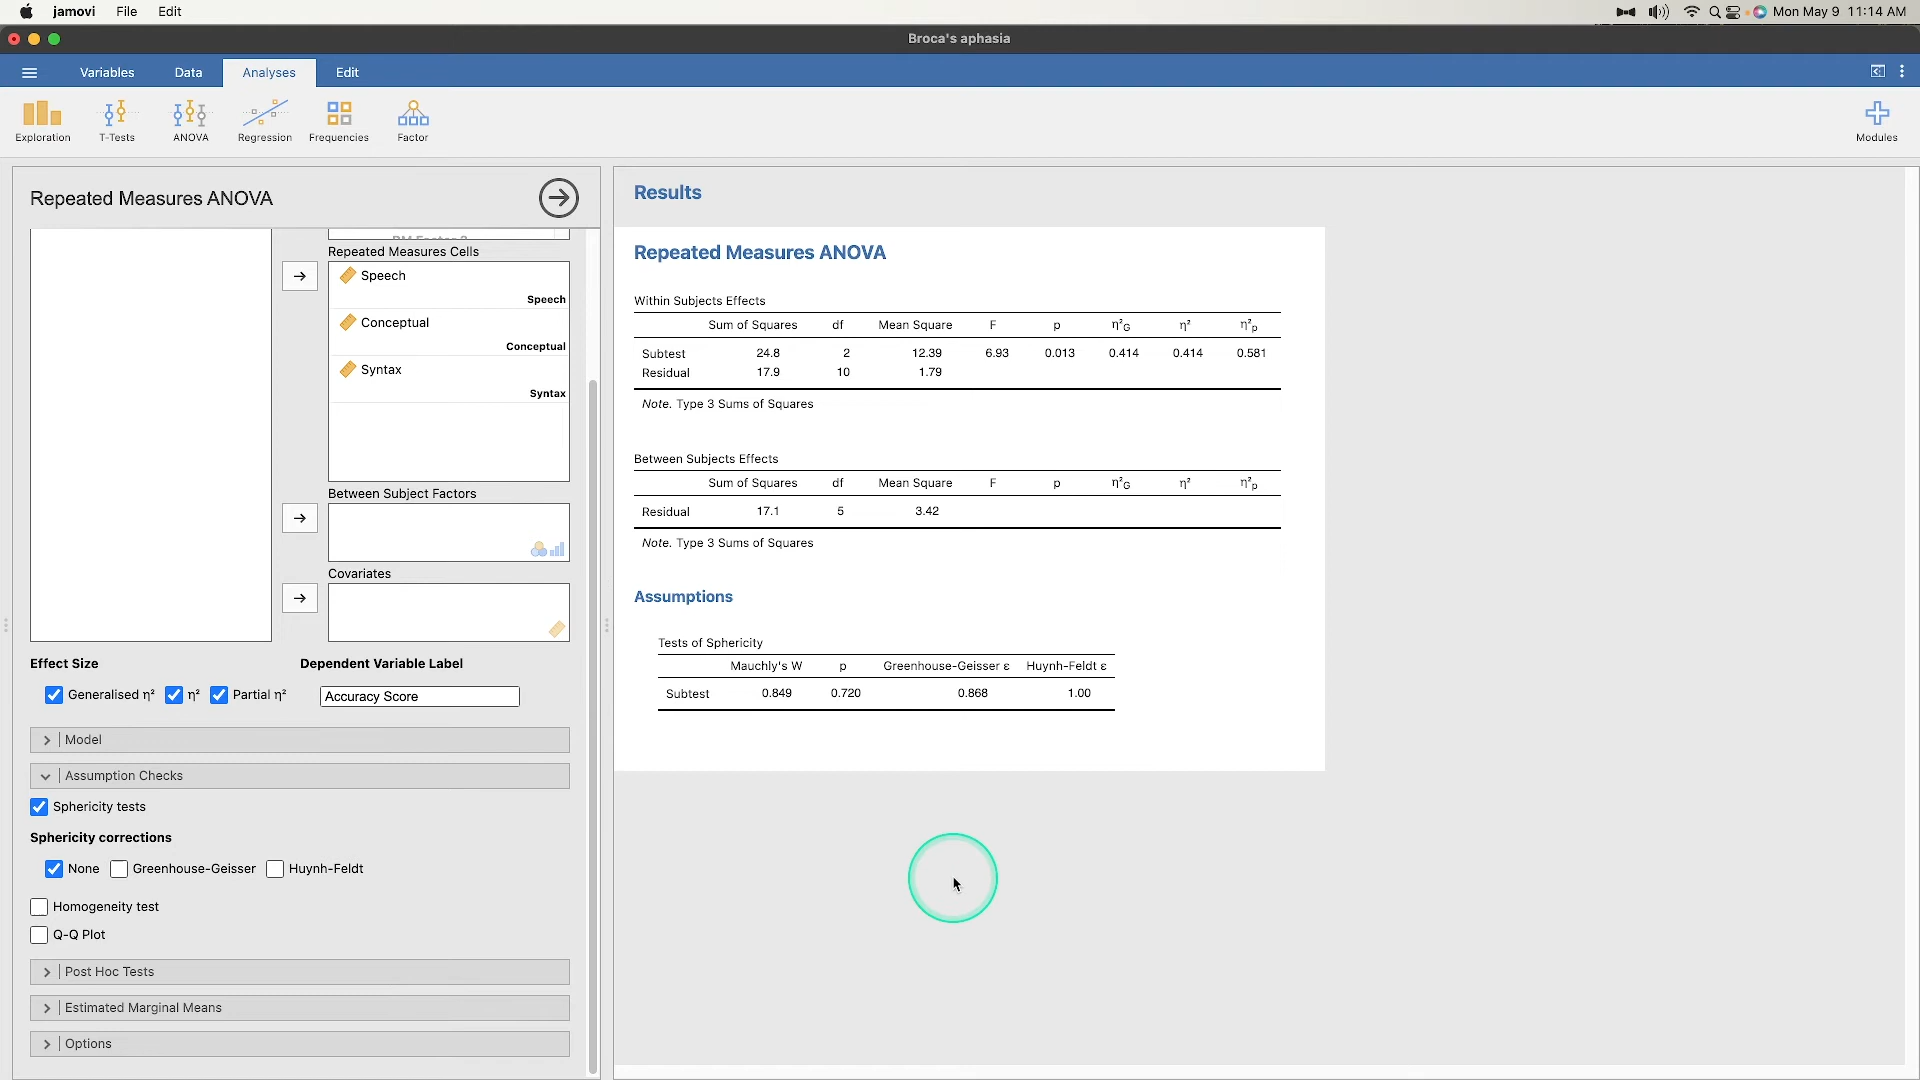 jamovi File Edit Mon May 9 11:14 AM
Broca's aphasia
Variables Data Analyses Edit
Exploration T-Tests ANOVA Regression Frequencies Factor Modules
Repeated Measures ANOVA
Repeated Measures Cells
Speech
Speech
Conceptual
Conceptual
Syntax
Syntax
Between Subject Factors
Covariates
Effect Size Dependent Variable Label
Generalised η² η² Partial η² Accuracy Score
Model
Assumption Checks
Sphericity tests
Sphericity corrections
None Greenhouse-Geisser Huynh-Feldt
Homogeneity test
Q-Q Plot
Post Hoc Tests
Estimated Marginal Means
Options
Results
Repeated Measures ANOVA
Within Subjects Effects
Sum of Squares df Mean Square F p η²G η² η²p
Subtest 24.8 2 12.39 6.93 0.013 0.414 0.414 0.581
Residual 17.9 10 1.79
Note. Type 3 Sums of Squares
Between Subjects Effects
Sum of Squares df Mean Square F p η²G η² η²p
Residual 17.1 5 3.42
Note. Type 3 Sums of Squares
Assumptions
Tests of Sphericity
Mauchly's W p Greenhouse-Geisser ε Huynh-Feldt ε
Subtest 0.849 0.720 0.868 1.00